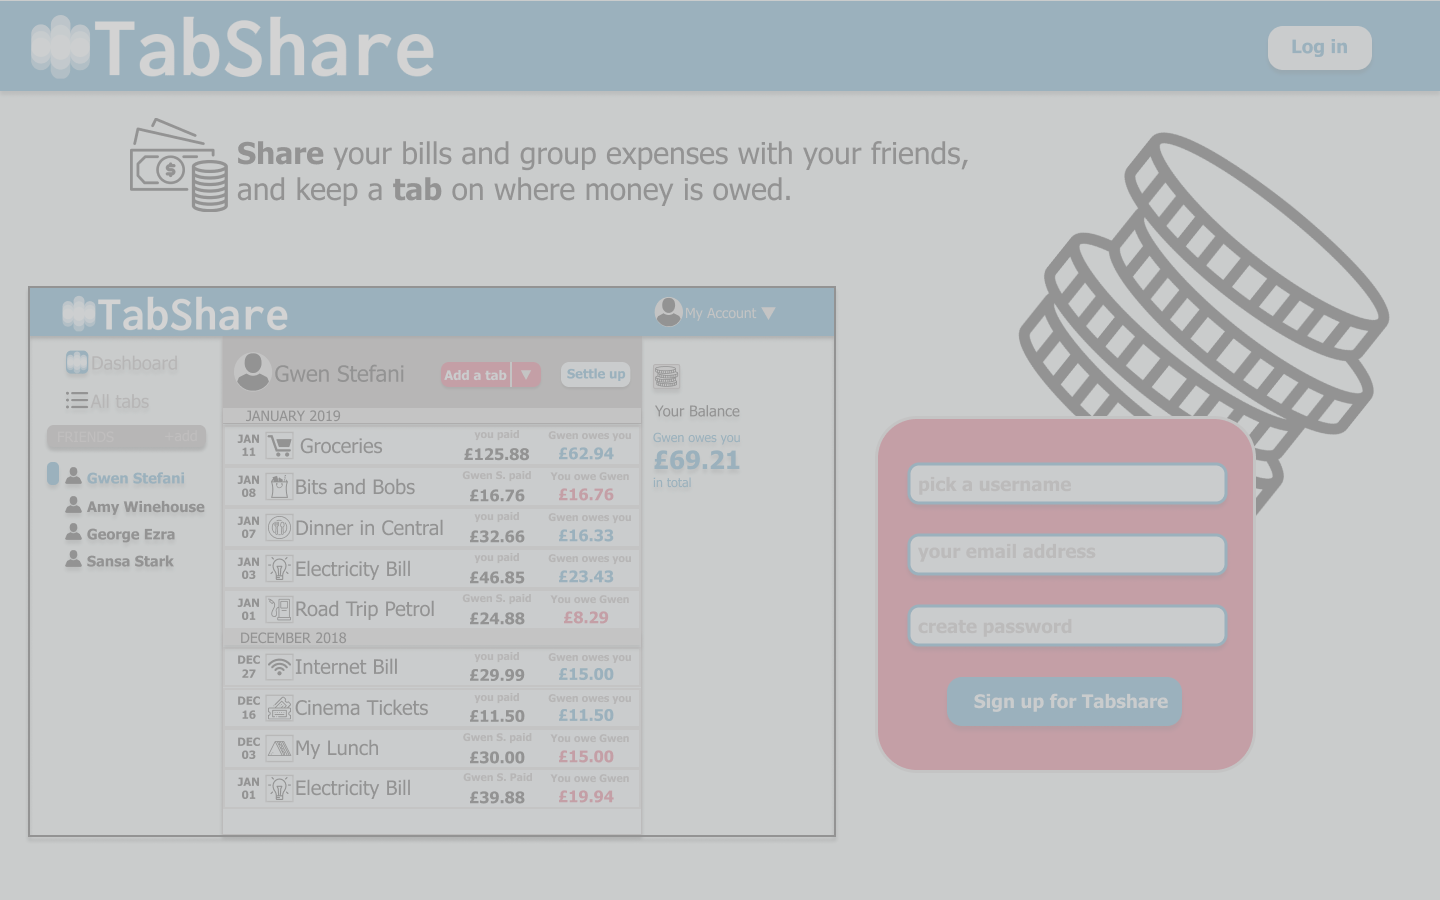 TabShare
Log in
Share your bills and group expenses with your friends,
and keep a tab on where money is owed.
TabShare
My Account ▼
Dashboard
All tabs
FRIENDS +add
Gwen Stefani
Amy Winehouse
George Ezra
Sansa Stark
Gwen Stefani
Add a tab ▼
Settle up
JANUARY 2019
JAN 11 Groceries you paid £125.88 Gwen owes you £62.94
JAN 08 Bits and Bobs Gwen S. paid £16.76 You owe Gwen £16.76
JAN 07 Dinner in Central you paid £32.66 Gwen owes you £16.33
JAN 03 Electricity Bill you paid £46.85 Gwen owes you £23.43
JAN 01 Road Trip Petrol Gwen S. paid £24.88 You owe Gwen £8.29
DECEMBER 2018
DEC 27 Internet Bill you paid £29.99 Gwen owes you £15.00
DEC 16 Cinema Tickets you paid £11.50 Gwen owes you £11.50
DEC 03 My Lunch Gwen S. paid £30.00 You owe Gwen £15.00
JAN 01 Electricity Bill Gwen S. Paid £39.88 You owe Gwen £19.94
Your Balance
Gwen owes you
£69.21
in total
pick a username
your email address
create password
Sign up for Tabshare